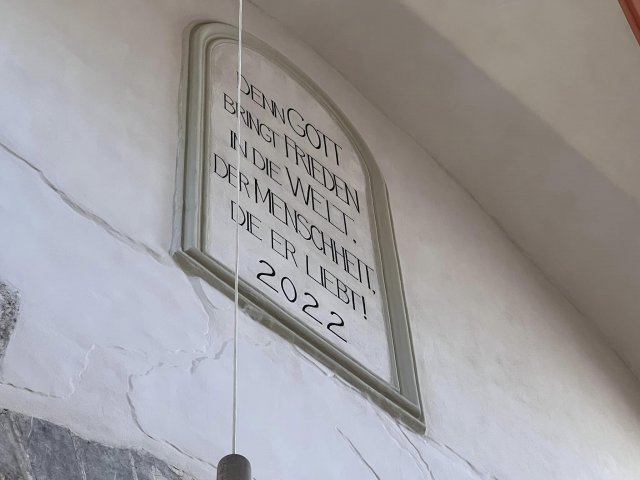 DENN GOTT
BRINGT FRIEDEN
IN DIE WELT.
DER MENSCHHEIT,
DIE ER LIEBT!
2022